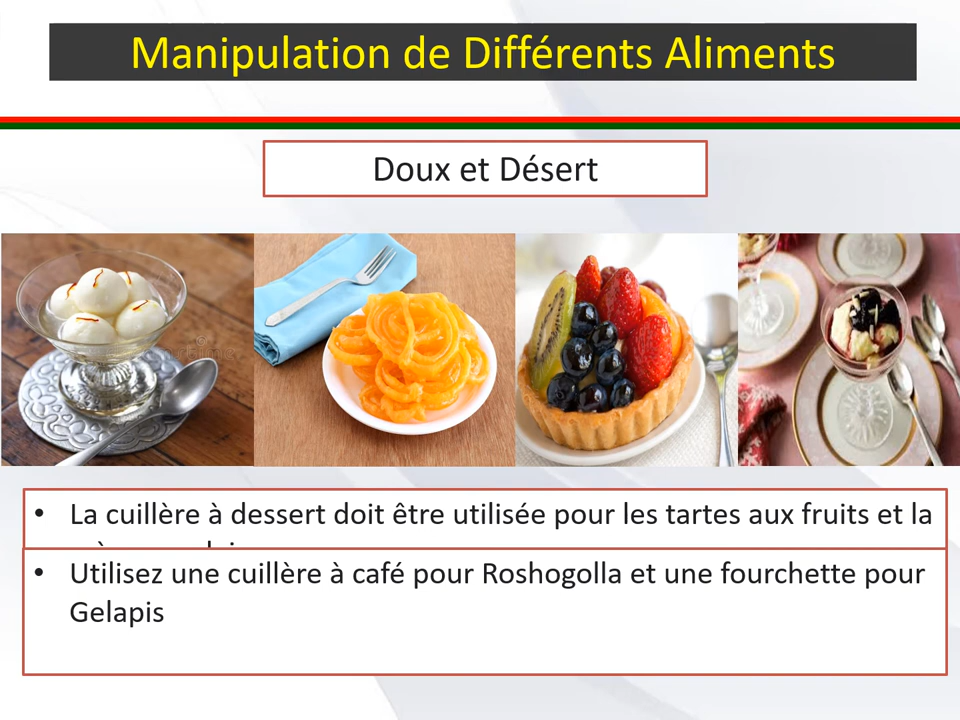 Manipulation de Différents Aliments
Doux et Désert
• La cuillère à dessert doit être utilisée pour les tartes aux fruits et la
• Utilisez une cuillère à café pour Roshogolla et une fourchette pour
Gelapis